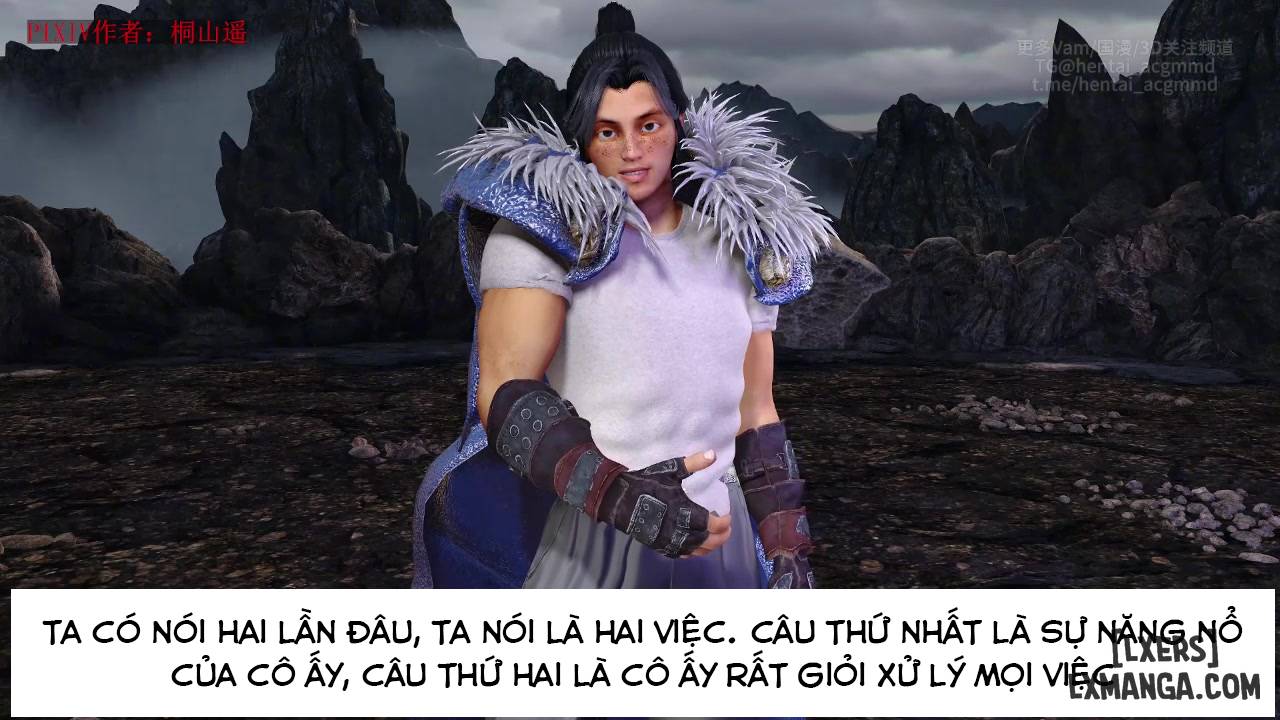 PIXIV作者：桐山遥
更多Vam/国漫/3D关注频道
TG@hentai_acgmmd
t.me/hentai_acgmmd
TA CÓ NÓI HAI LẦN ĐÂU, TA NÓI LÀ HAI VIỆC. CÂU THỨ NHẤT LÀ SỰ NĂNG NỔ
CỦA CÔ ẤY, CÂU THỨ HAI LÀ CÔ ẤY RẤT GIỎI XỬ LÝ MỌI VIỆC
[LXERS]
LXMANGA.COM